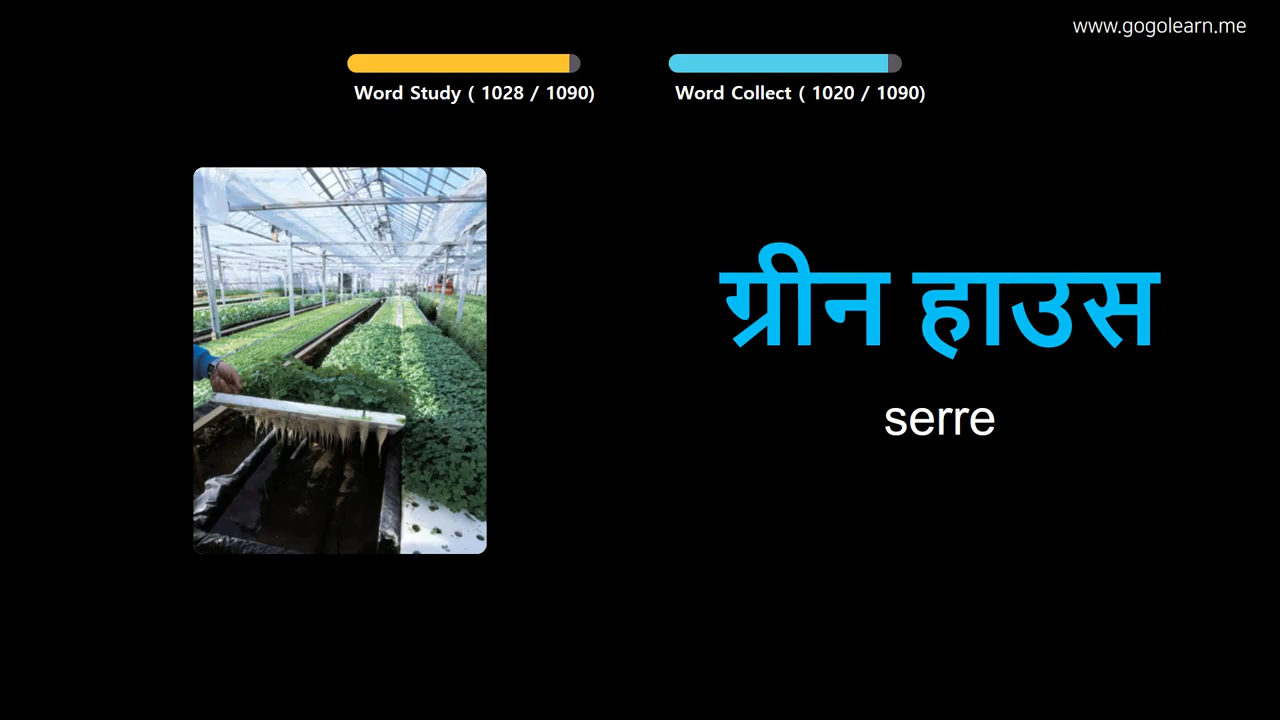 www.gogolearn.me
Word Study ( 1028 / 1090)
Word Collect ( 1020 / 1090)
ग्रीन हाउस
serre